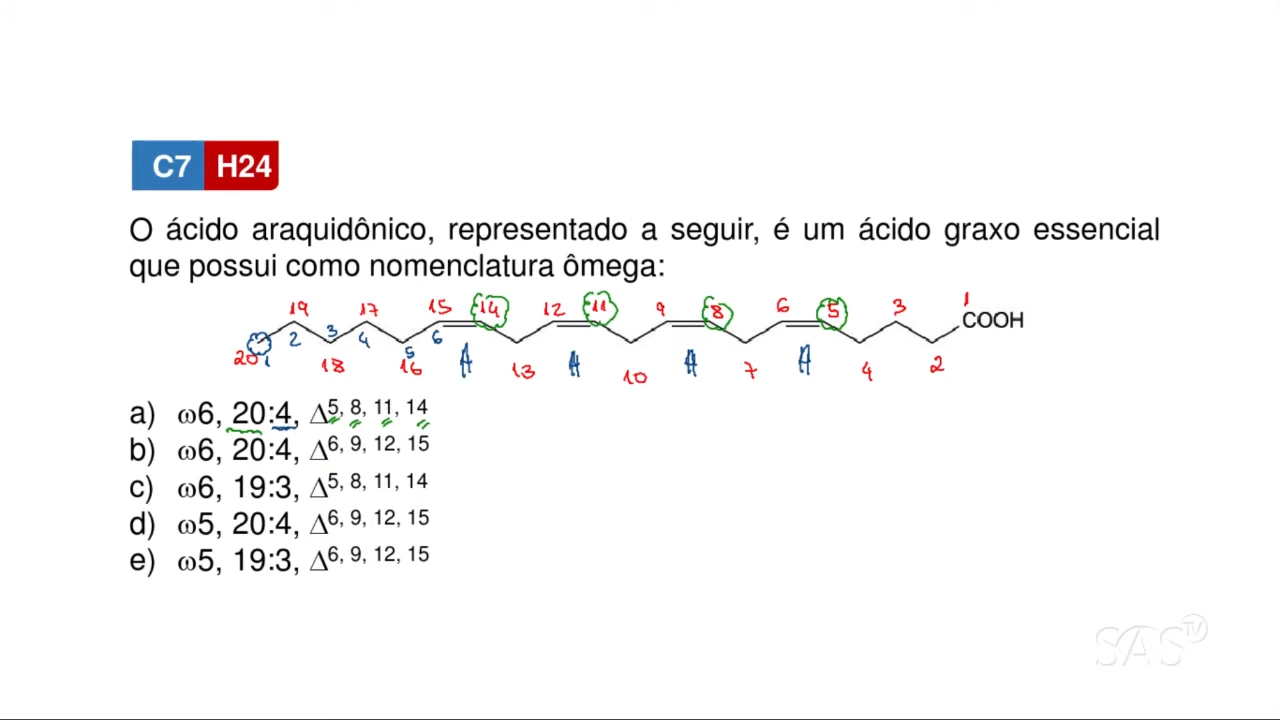 C7 H24
O ácido araquidônico, representado a seguir, é um ácido graxo essencial
que possui como nomenclatura ômega:
19 17 15 14 12 11 9 8 6 5 3 1
COOH
20 1 2 18 3 4 16 5 6 13 10 7 4 2
a) ω6, 20:4, Δ5, 8, 11, 14
b) ω6, 20:4, Δ6, 9, 12, 15
c) ω6, 19:3, Δ5, 8, 11, 14
d) ω5, 20:4, Δ6, 9, 12, 15
e) ω5, 19:3, Δ6, 9, 12, 15
SAS TV